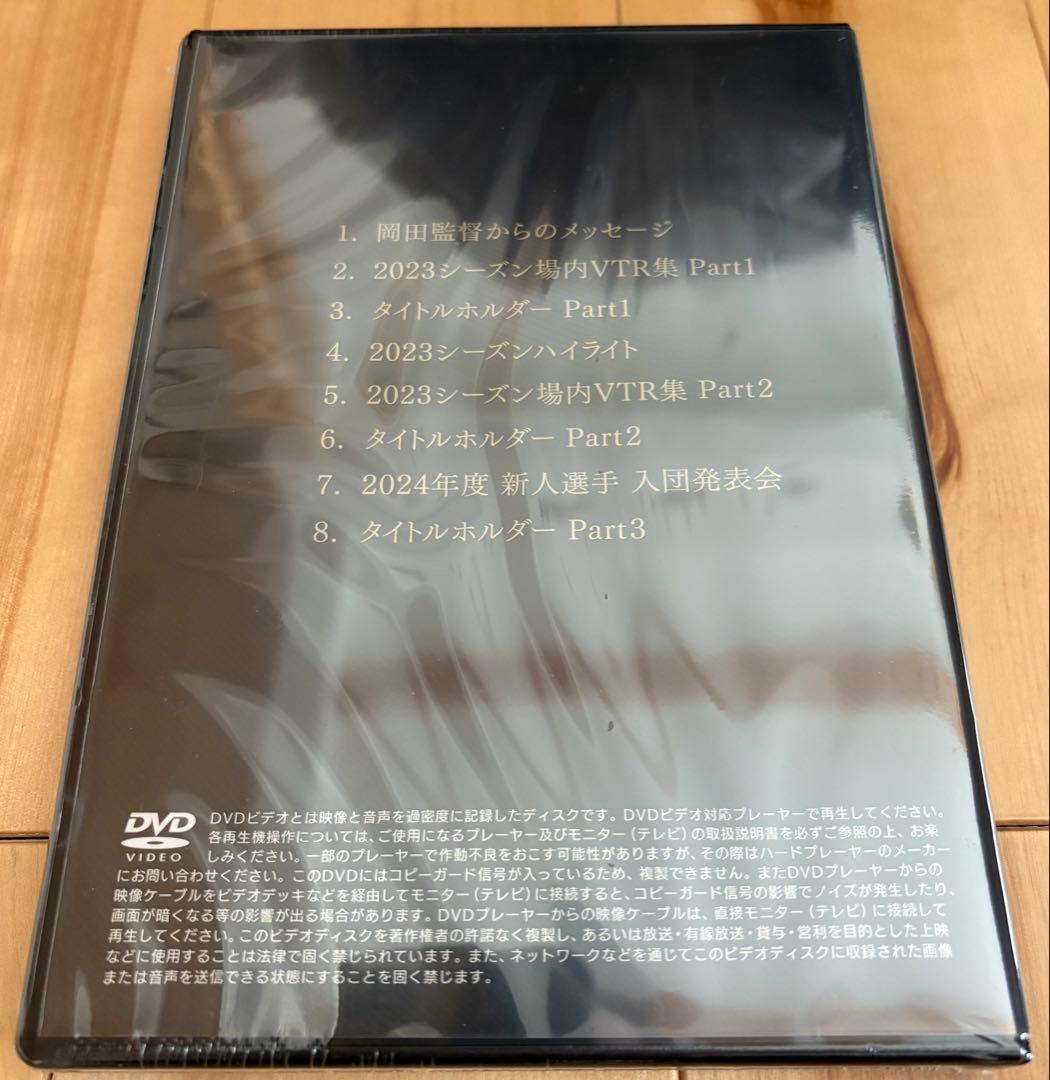 1. 岡田監督からのメッセージ
2. 2023シーズン場内VTR集 Part1
3. タイトルホルダー Part1
4. 2023シーズンハイライト
5. 2023シーズン場内VTR集 Part2
6. タイトルホルダー Part2
7. 2024年度 新人選手 入団発表会
8. タイトルホルダー Part3
DVD
VIDEO
DVDビデオとは映像と音声を過密度に記録したディスクです。DVDビデオ対応プレーヤーで再生してください。
各再生機操作については、ご使用になるプレーヤー及びモニター(テレビ)の取扱説明書を必ずご参照の上、お楽
しみください。一部のプレーヤーで作動不良をおこす可能性がありますが、その際はハードプレーヤーのメーカー
にお問い合わせください。このDVDにはコピーガード信号が入っているため、複製できません。またDVDプレーヤーからの
映像ケーブルをビデオデッキなどを経由してモニター(テレビ)に接続すると、コピーガード信号の影響でノイズが発生したり、
画面が暗くなる等の影響が出る場合があります。DVDプレーヤーからの映像ケーブルは、直接モニター(テレビ)に接続して
再生してください。このビデオディスクを著作権者の許諾なく複製し、あるいは放送・有線放送・貸与・営利を目的とした上映
などに使用することは法律で固く禁じられています。また、ネットワークなどを通じてこのビデオディスクに収録された画像
または音声を送信できる状態にすることを固く禁じます。